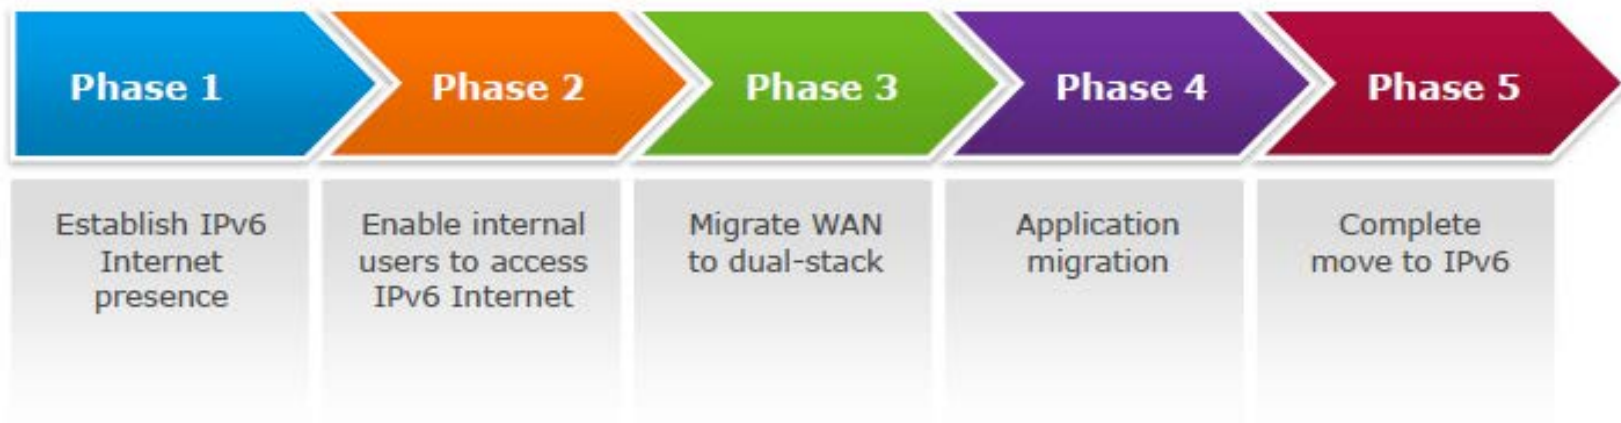 Phase 1
Phase 2
Phase 3
Phase 4
Phase 5
Establish IPv6
Internet
presence
Enable internal
users to access
IPv6 Internet
Migrate WAN
to dual-stack
Application
migration
Complete
move to IPv6